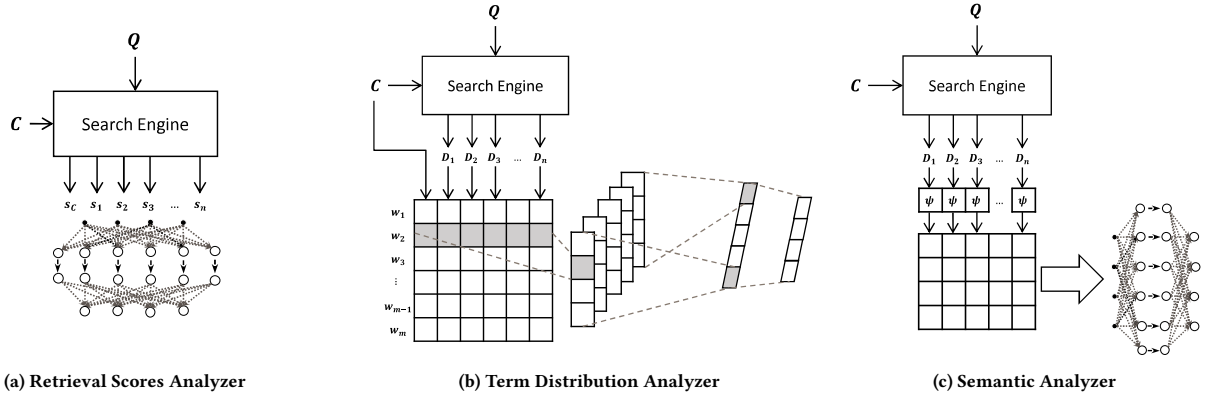 Q
C
Search Engine
s_C s_1 s_2 s_3 ... s_n
(a) Retrieval Scores Analyzer
Q
C
Search Engine
D_1 D_2 D_3 ... D_n
w_1
w_2
w_3
⋮
w_{m−1}
w_m
(b) Term Distribution Analyzer
Q
C
Search Engine
D_1 D_2 D_3 ... D_n
ψ ψ ψ ... ψ
(c) Semantic Analyzer